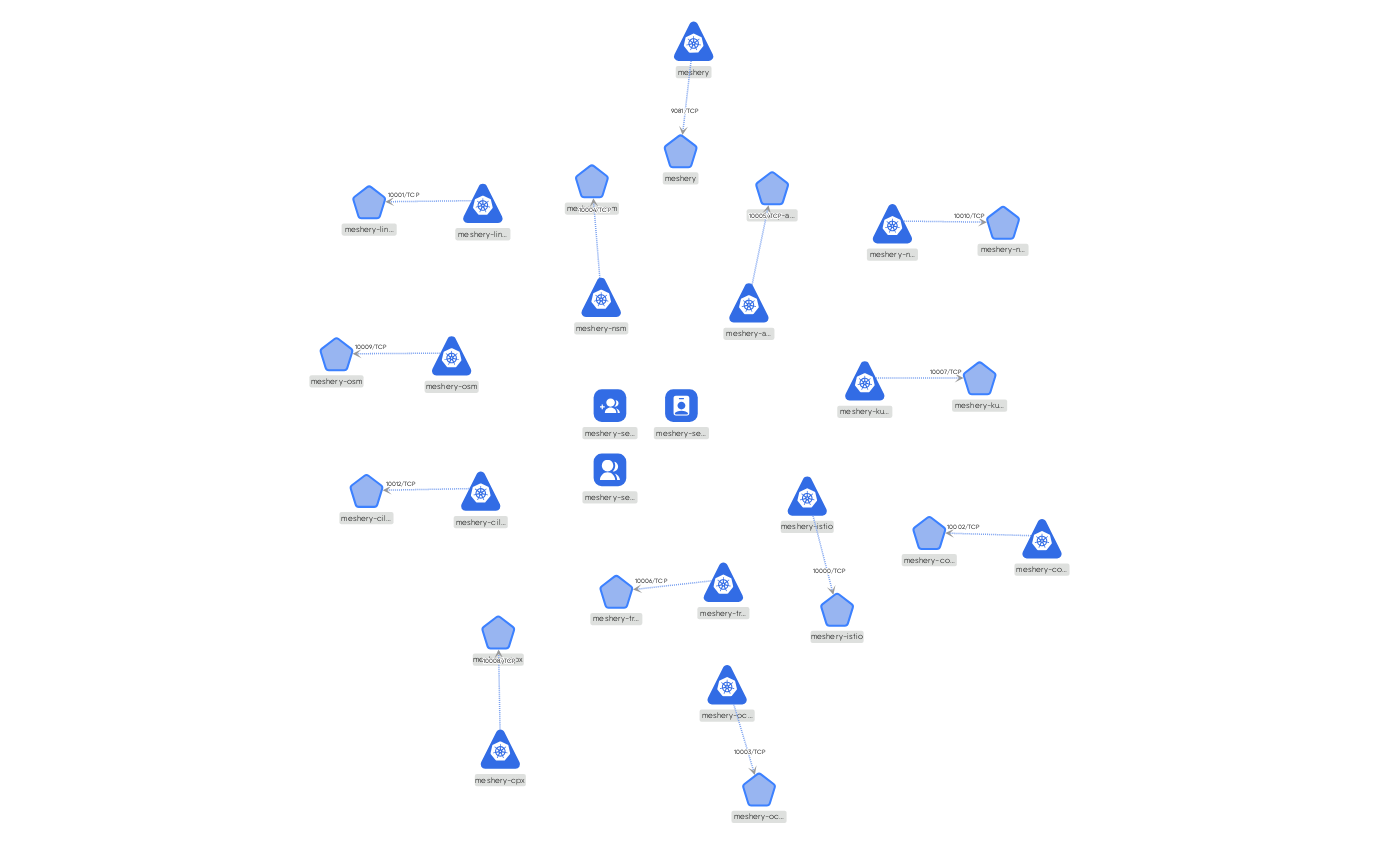 meshery
9081/TCP
meshery
10001/TCP
meshery-lin...
meshery-lin...
10004/TCP
meshery-nsm
10005/TCP
meshery-a...
10010/TCP
meshery-n...
meshery-n...
10009/TCP
meshery-osm
meshery-osm
10007/TCP
meshery-ku...
meshery-ku...
meshery-se...
meshery-se...
meshery-se...
10012/TCP
meshery-cil...
meshery-cil...
meshery-istio
10000/TCP
meshery-istio
10002/TCP
meshery-co...
meshery-co...
10006/TCP
meshery-tr...
meshery-tr...
10008/TCP
meshery-cpx
meshery-oc...
10003/TCP
meshery-oc...